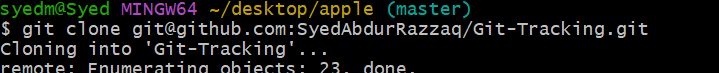 syedm@Syed MINGW64 ~/desktop/apple (master)
$ git clone git@github.com:SyedAbdurRazzaq/Git-Tracking.git
Cloning into 'Git-Tracking'...
remote: Enumerating objects: 23, done.